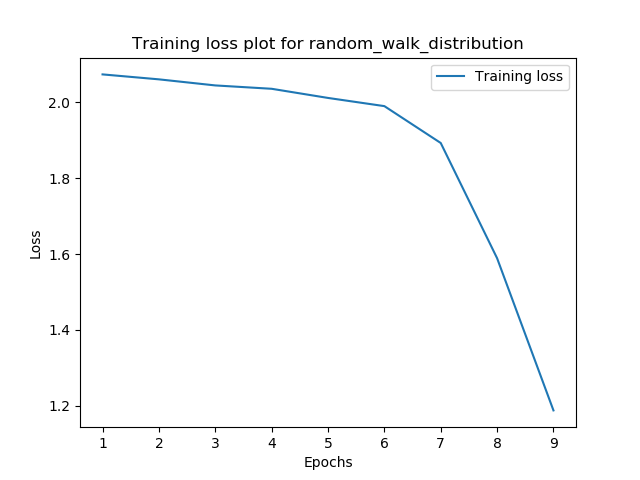 Training loss plot for random_walk_distribution
Training loss
2.0
1.8
1.6
1.4
1.2
Loss
1 2 3 4 5 6 7 8 9
Epochs